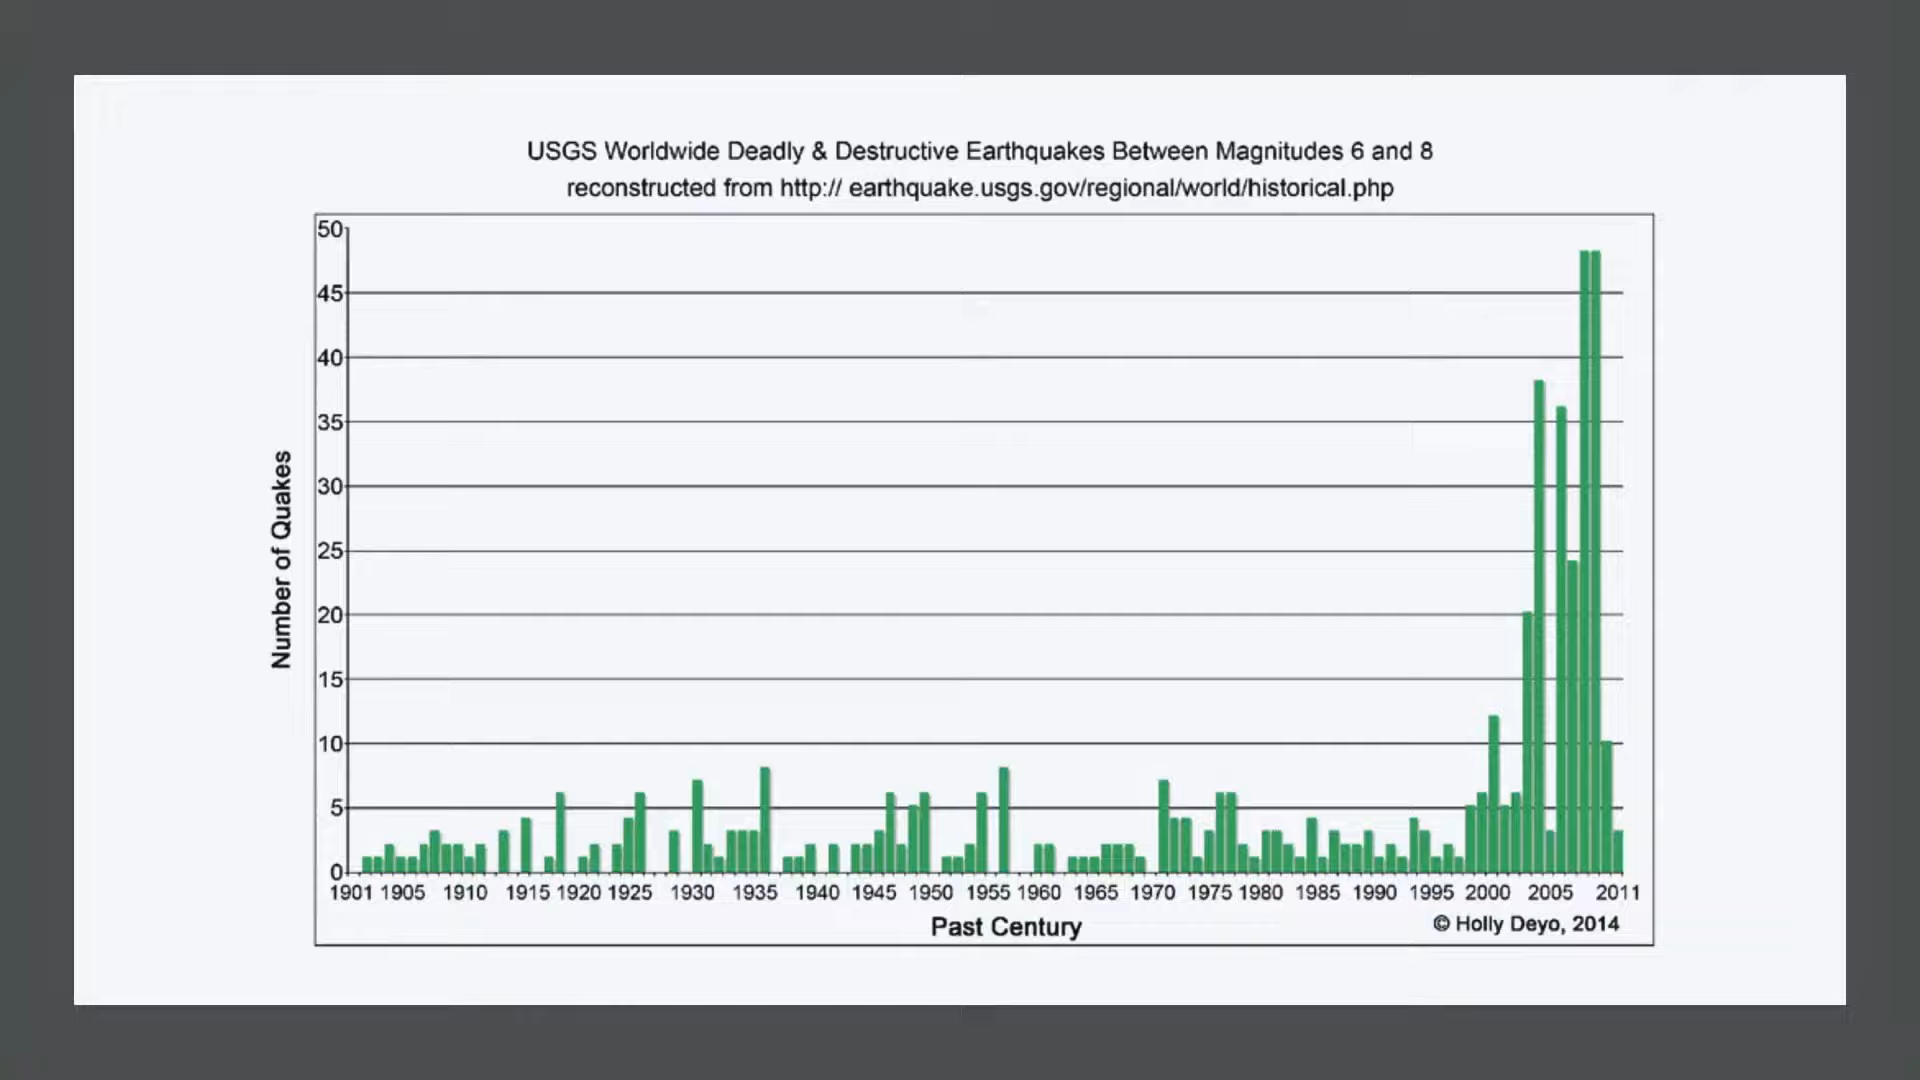 USGS Worldwide Deadly & Destructive Earthquakes Between Magnitudes 6 and 8
reconstructed from http:// earthquake.usgs.gov/regional/world/historical.php
50
45
40
35
30
25
20
15
10
5
0
Number of Quakes
1901 1905 1910 1915 1920 1925 1930 1935 1940 1945 1950 1955 1960 1965 1970 1975 1980 1985 1990 1995 2000 2005 2011
Past Century
© Holly Deyo, 2014